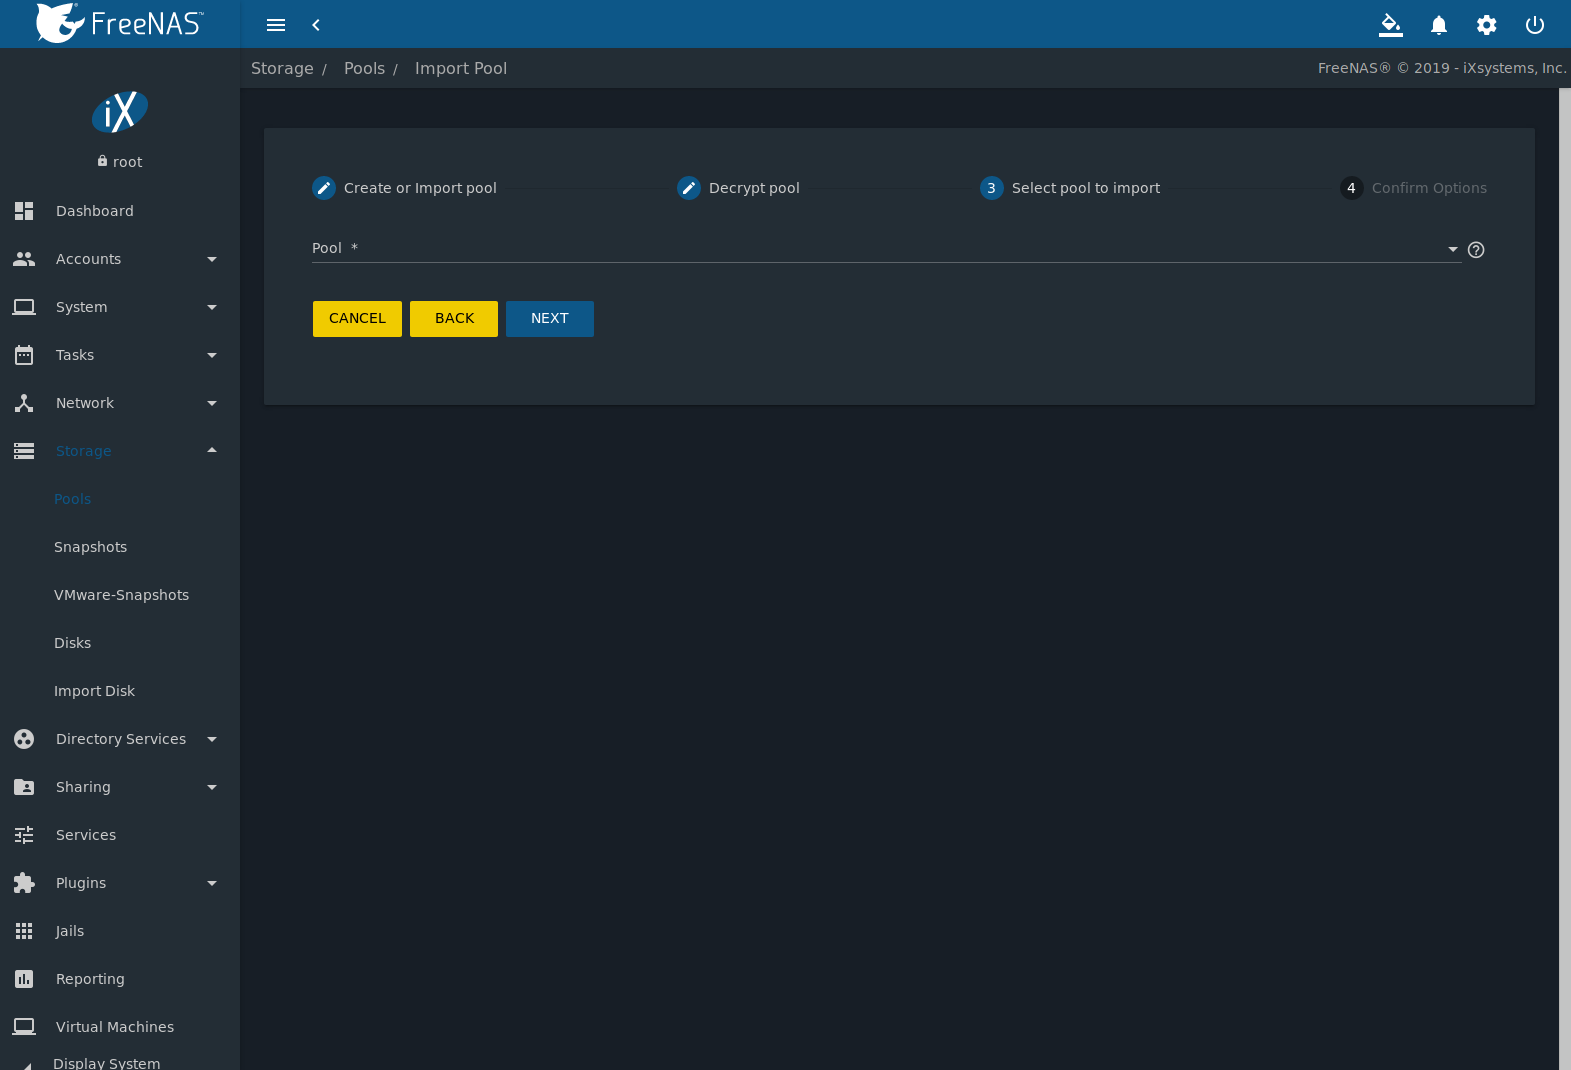 FreeNAS™
Storage / Pools / Import Pool
FreeNAS® © 2019 - iXsystems, Inc.
iX
root
Dashboard
Accounts
System
Tasks
Network
Storage
Pools
Snapshots
VMware-Snapshots
Disks
Import Disk
Directory Services
Sharing
Services
Plugins
Jails
Reporting
Virtual Machines
Display System
Create or Import pool
Decrypt pool
3 Select pool to import
4 Confirm Options
Pool *
CANCEL BACK NEXT